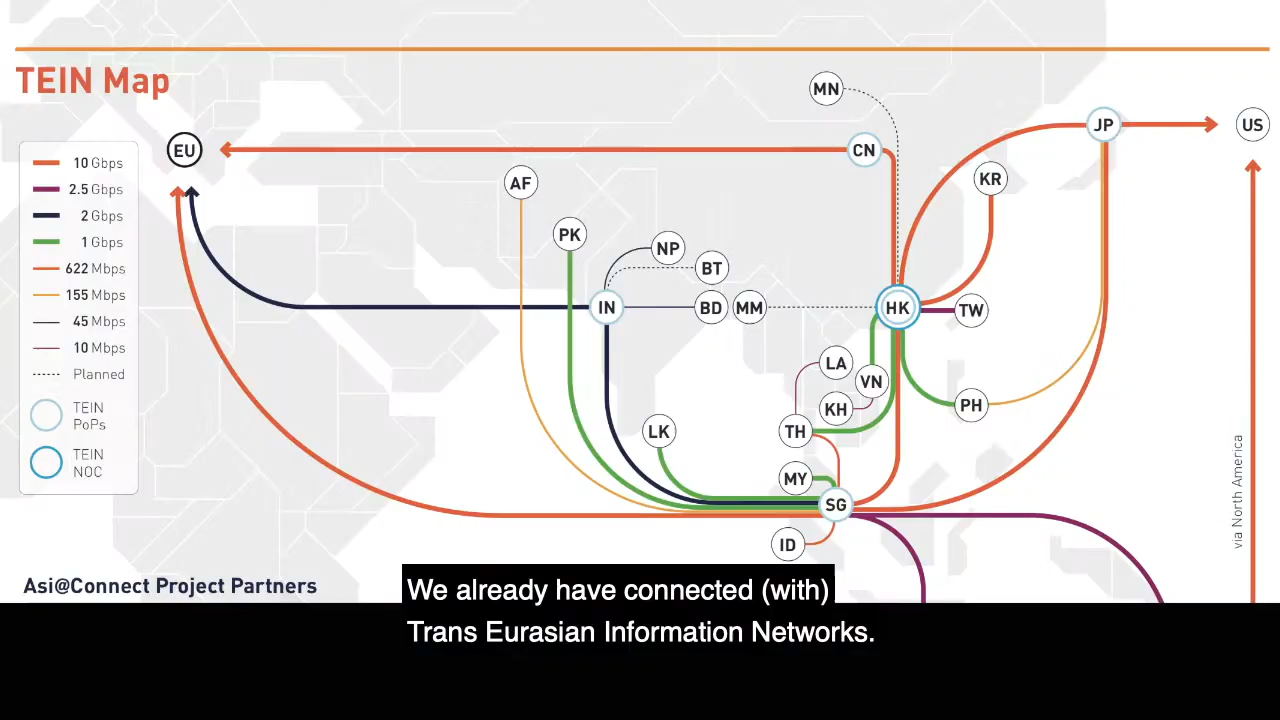 TEIN Map
MN
JP
US
EU
CN
10 Gbps
2.5 Gbps
2 Gbps
1 Gbps
622 Mbps
155 Mbps
45 Mbps
10 Mbps
Planned
TEIN
PoPs
TEIN
NOC
AF
KR
PK
NP
BT
IN
BD
MM
HK
TW
LA
VN
KH
PH
LK
TH
MY
SG
ID
via North America
Asi@Connect Project Partners
We already have connected (with)
Trans Eurasian Information Networks.